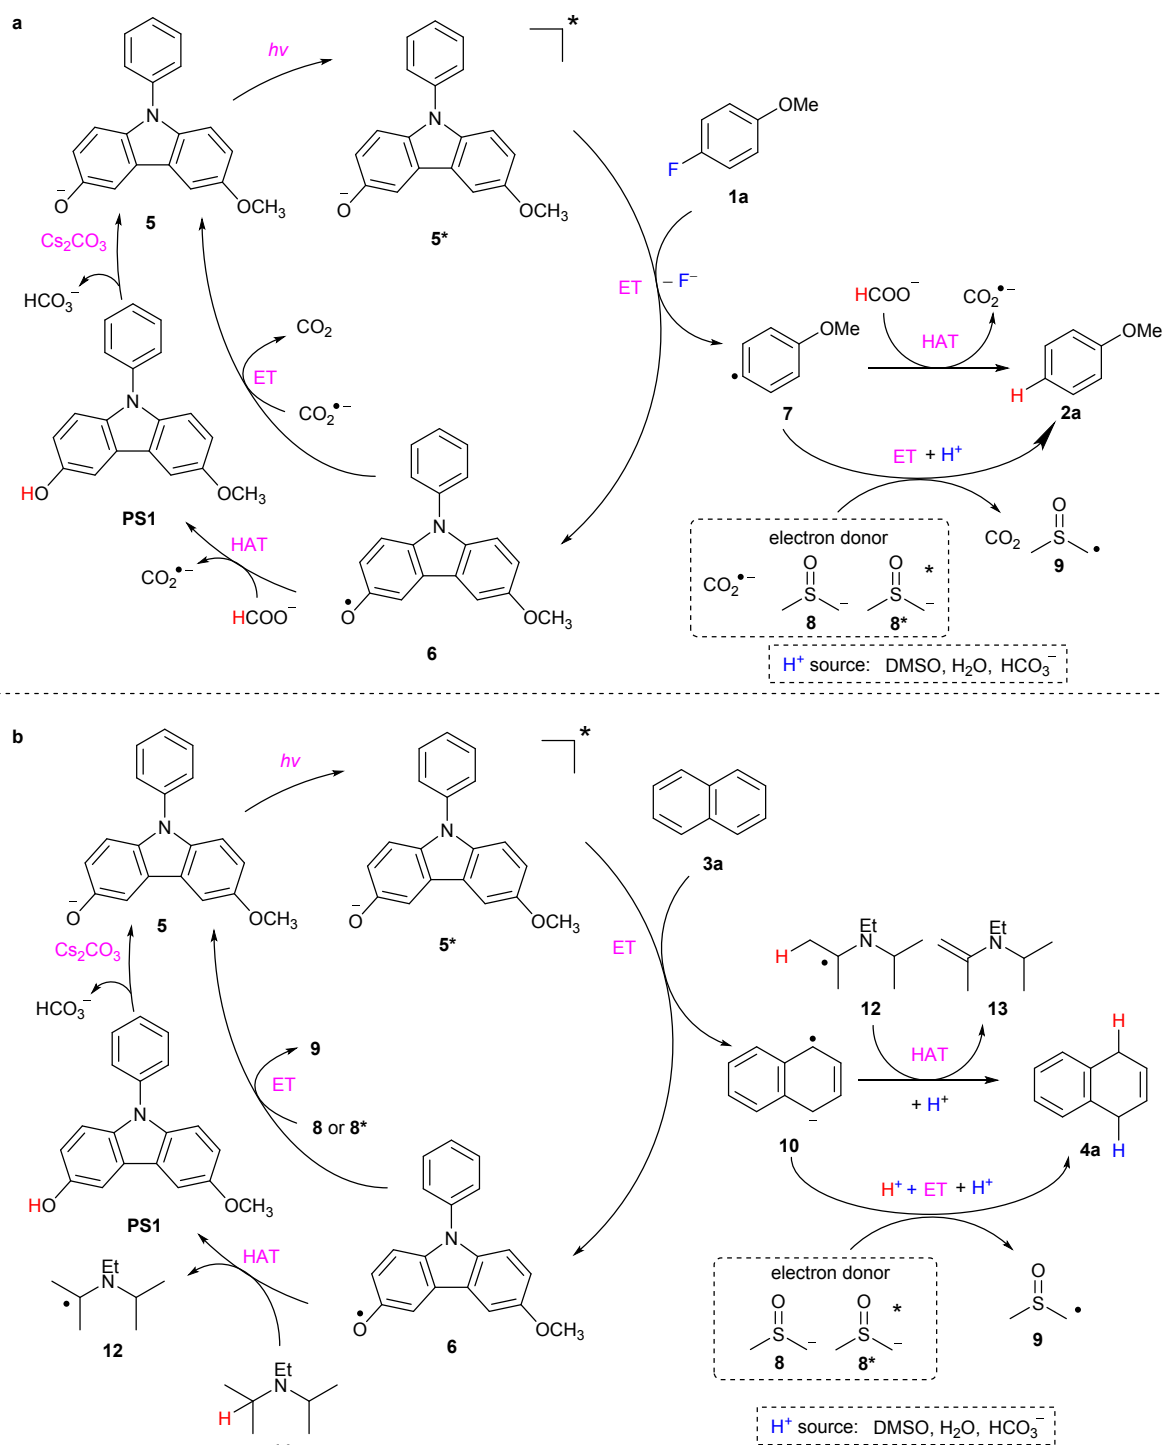 a
hν
*
N
O⁻
OCH₃
5
N
O⁻
OCH₃
5*
OMe
F
1a
Cs₂CO₃
HCO₃⁻
ET
– F⁻
CO₂
ET
CO₂•⁻
HCOO⁻
CO₂•⁻
HAT
OMe
7
OMe
H
2a
N
HO
OCH₃
PS1
HAT
CO₂•⁻
HCOO⁻
N
•O
OCH₃
6
ET + H⁺
electron donor
CO₂•⁻
O
S
8
O
S
*
8*
CO₂
O
S
9
H⁺ source: DMSO, H₂O, HCO₃⁻
b
hν
*
N
O⁻
OCH₃
5
N
O⁻
OCH₃
5*
3a
Cs₂CO₃
HCO₃⁻
ET
9
ET
8 or 8*
Et
N
H
12
Et
N
13
HAT
+ H⁺
10
H
H
4a
N
HO
OCH₃
PS1
HAT
Et
N
12
Et
N
H
N
•O
OCH₃
6
H⁺ + ET + H⁺
electron donor
O
S
8
O
S
*
8*
O
S
9
H⁺ source: DMSO, H₂O, HCO₃⁻